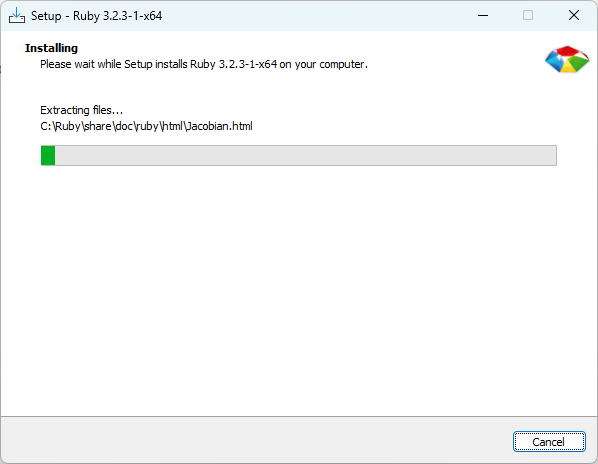 Setup - Ruby 3.2.3-1-x64
Installing
Please wait while Setup installs Ruby 3.2.3-1-x64 on your computer.
Extracting files...
C:\Ruby\share\doc\ruby\html\Jacobian.html
Cancel